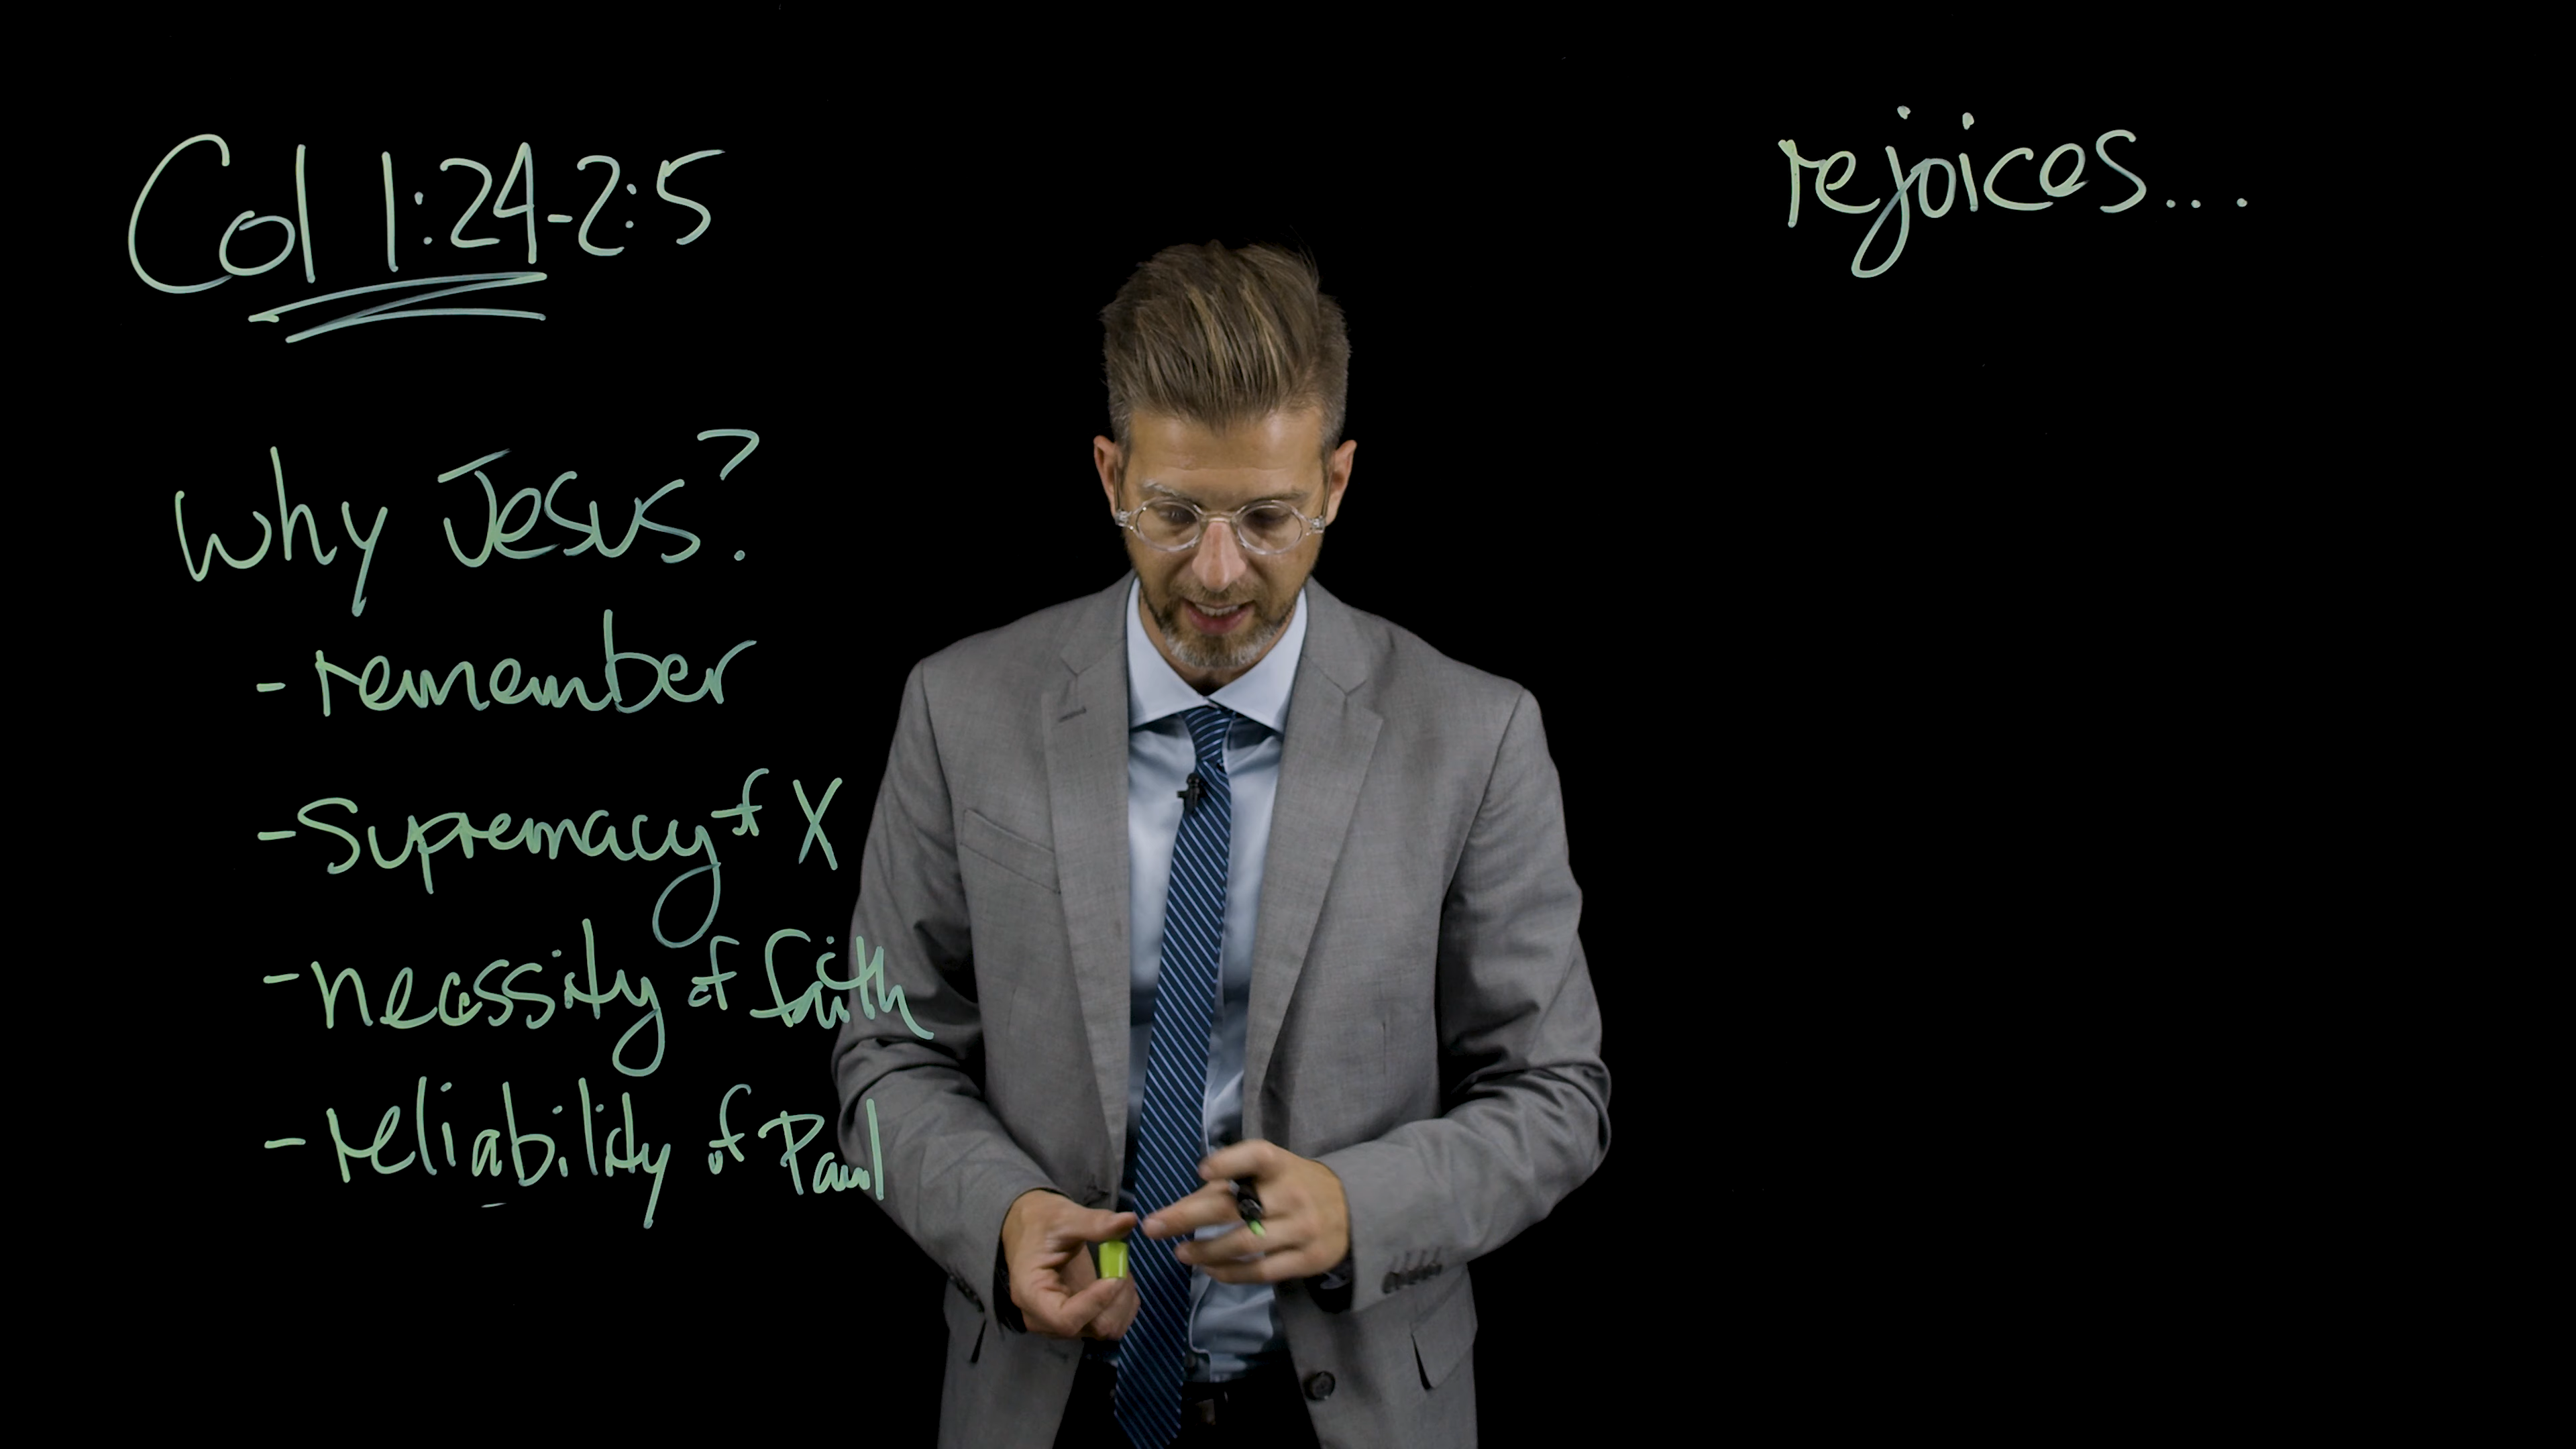 Col 1:24-2:5
Why Jesus?
- remember
- Supremacy of X
- necessity of faith
- reliability of Paul
rejoices...